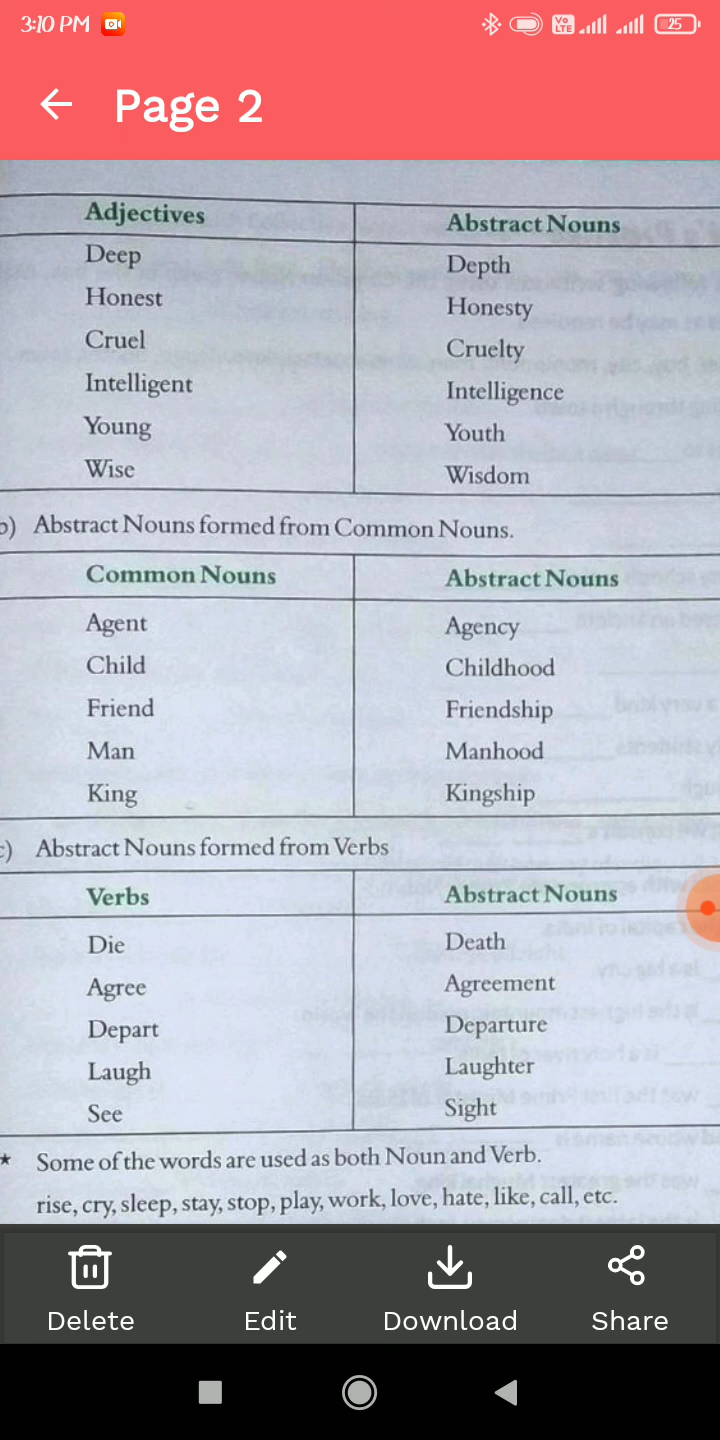 3:10 PM
Vo LTE 25
Page 2
Adjectives Abstract Nouns
Deep Depth
Honest Honesty
Cruel Cruelty
Intelligent Intelligence
Young Youth
Wise Wisdom
b) Abstract Nouns formed from Common Nouns.
Common Nouns Abstract Nouns
Agent Agency
Child Childhood
Friend Friendship
Man Manhood
King Kingship
c) Abstract Nouns formed from Verbs
Verbs Abstract Nouns
Die Death
Agree Agreement
Depart Departure
Laugh Laughter
See Sight
★ Some of the words are used as both Noun and Verb.
rise, cry, sleep, stay, stop, play, work, love, hate, like, call, etc.
Delete Edit Download Share